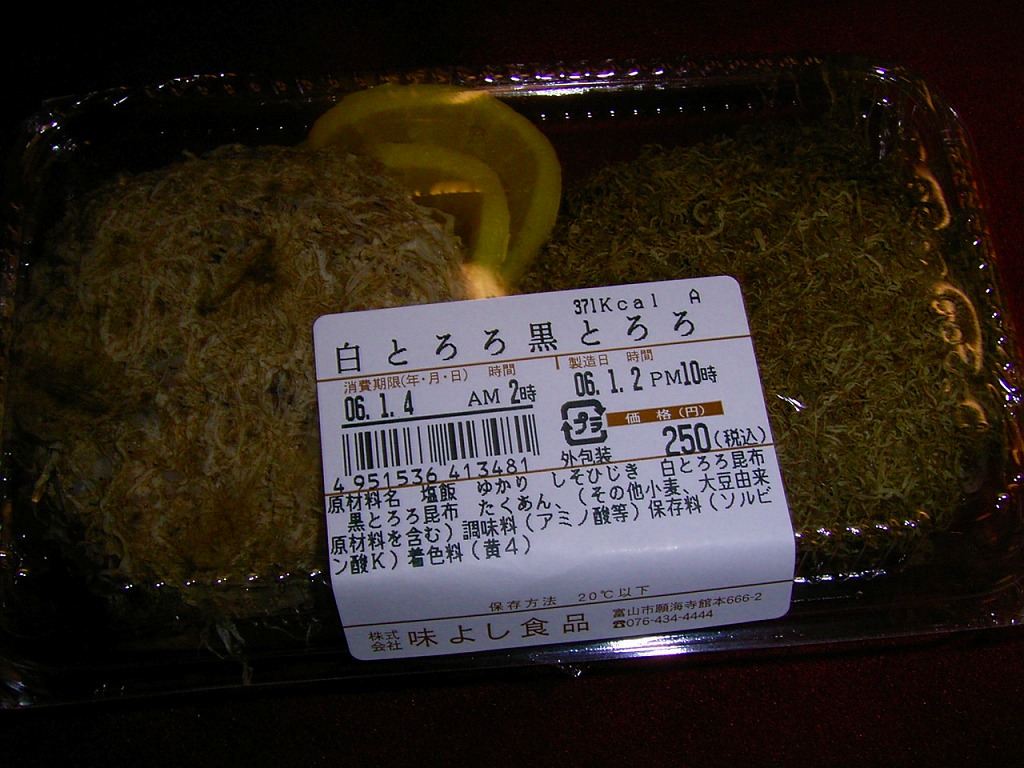 371Kcal A
白とろろ黒とろろ
消費期限(年・月・日) 時間
06. 1. 4 AM 2時
製造日 時間
06. 1. 2 PM10時
プラ
外包装
価格(円)
250(税込)
4 951536 413481
原材料名 塩飯 ゆかり しそひじき 白とろろ昆布
黒とろろ昆布 たくあん、(その他小麦、大豆由来
原材料を含む) 調味料(アミノ酸等) 保存料(ソルビ
ン酸K) 着色料(黄4)
保存方法 20℃以下
株式会社 味よし食品
富山市願海寺館本666-2
☎076-434-4444